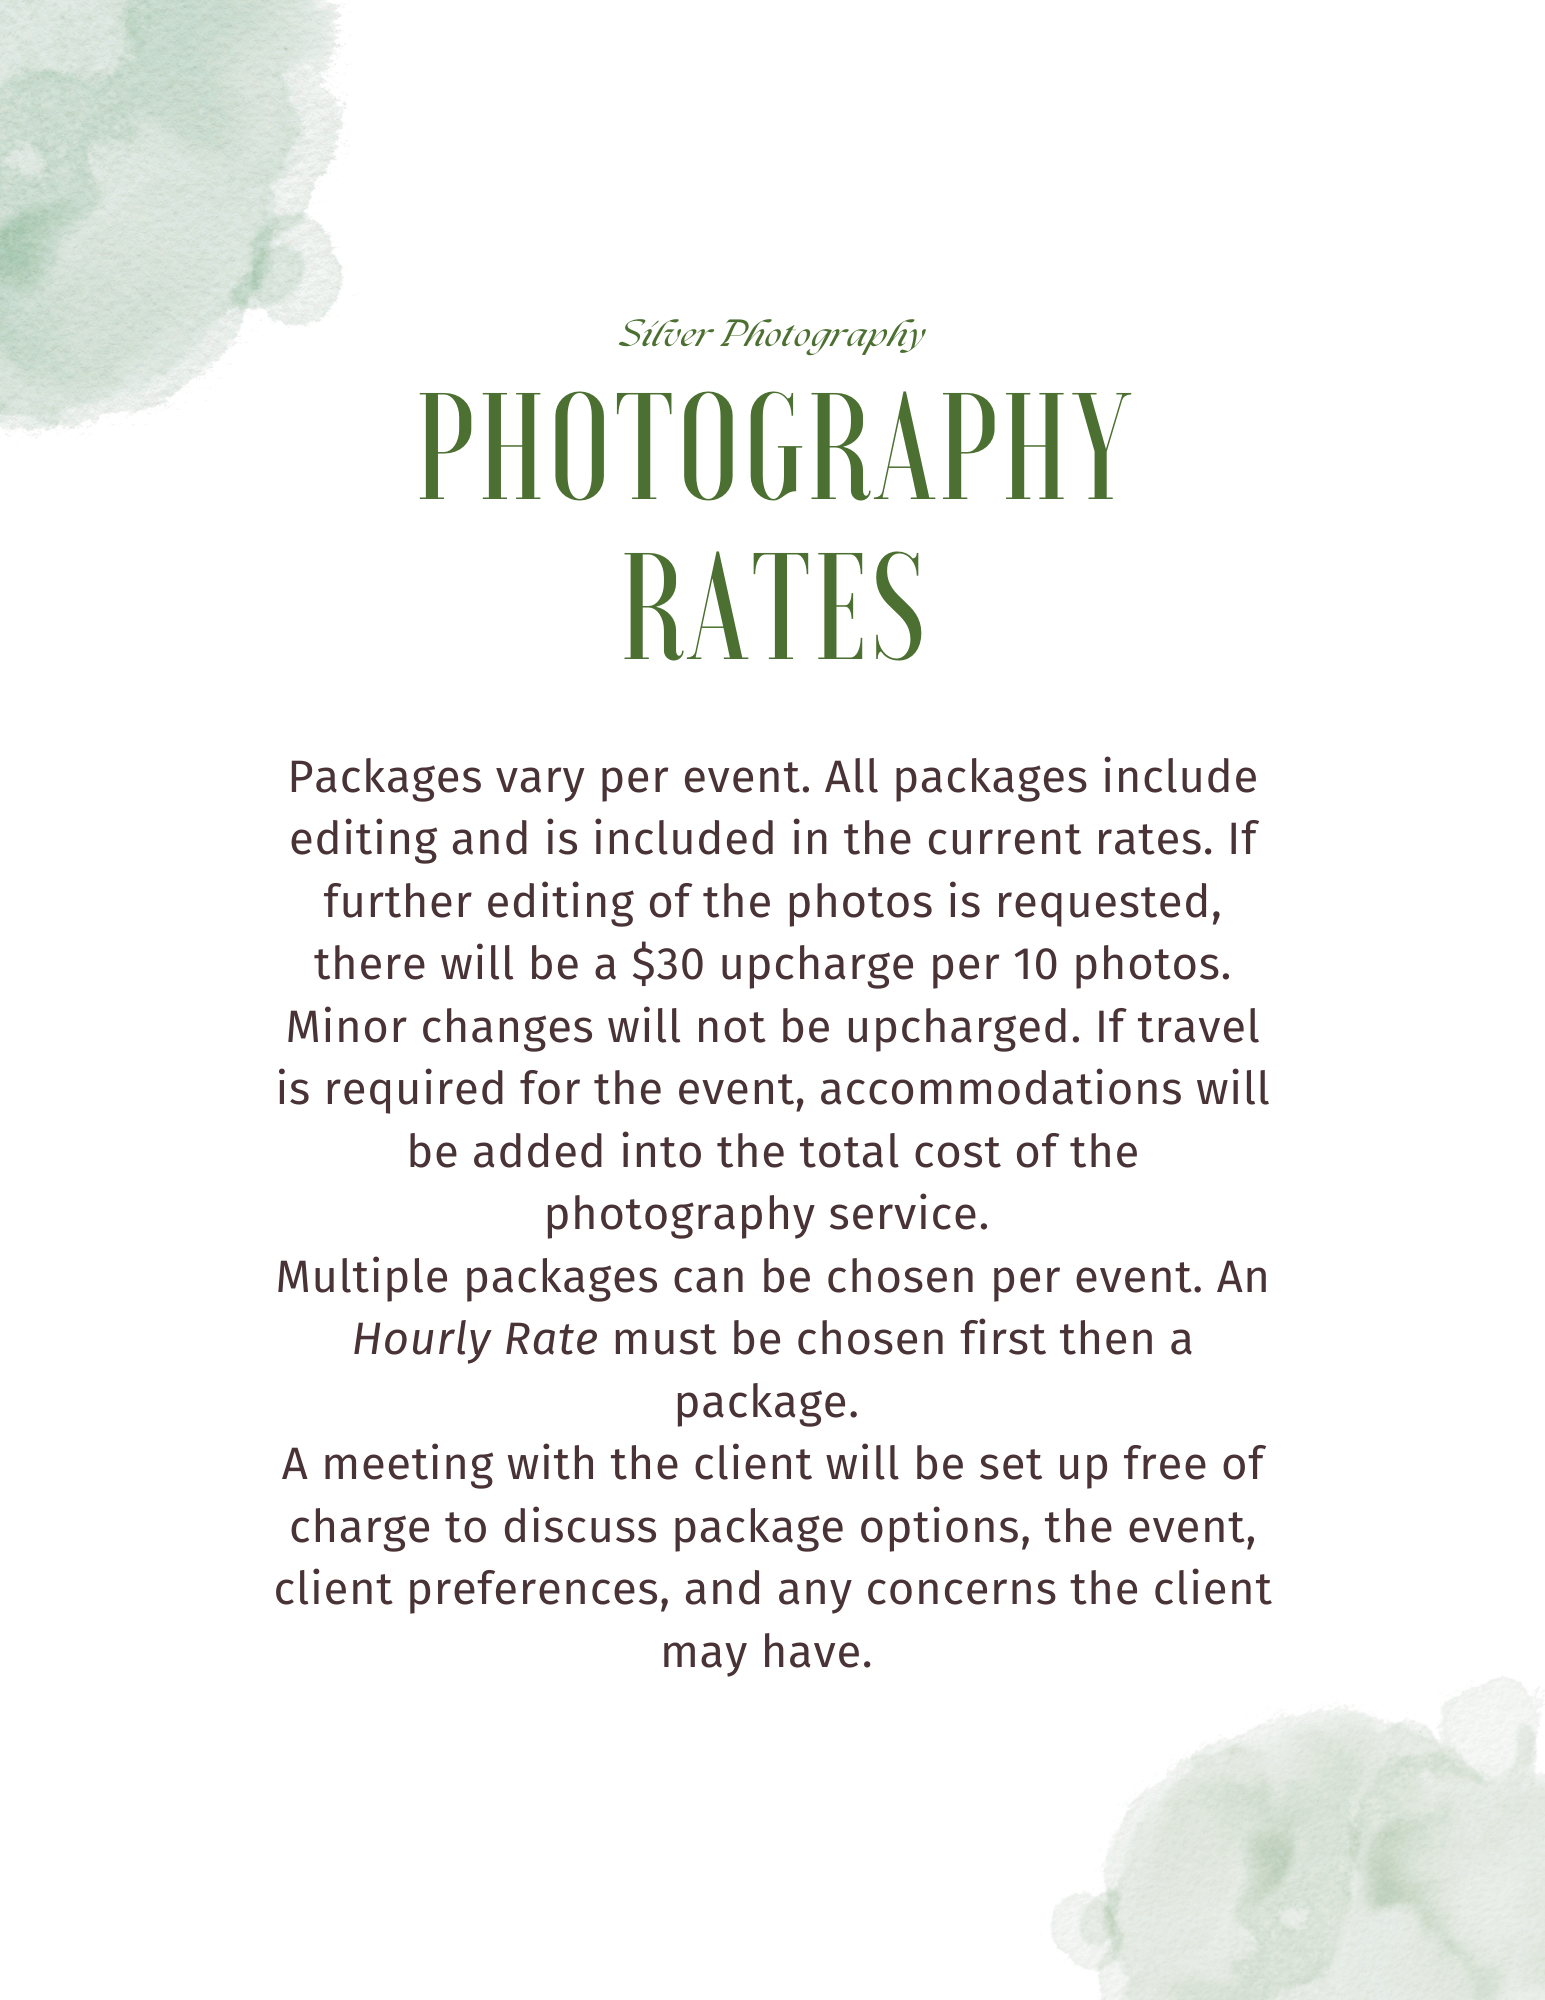 Silver Photography
PHOTOGRAPHY
RATES
Packages vary per event. All packages include
editing and is included in the current rates. If
further editing of the photos is requested,
there will be a $30 upcharge per 10 photos.
Minor changes will not be upcharged. If travel
is required for the event, accommodations will
be added into the total cost of the
photography service.
Multiple packages can be chosen per event. An
Hourly Rate must be chosen first then a
package.
A meeting with the client will be set up free of
charge to discuss package options, the event,
client preferences, and any concerns the client
may have.